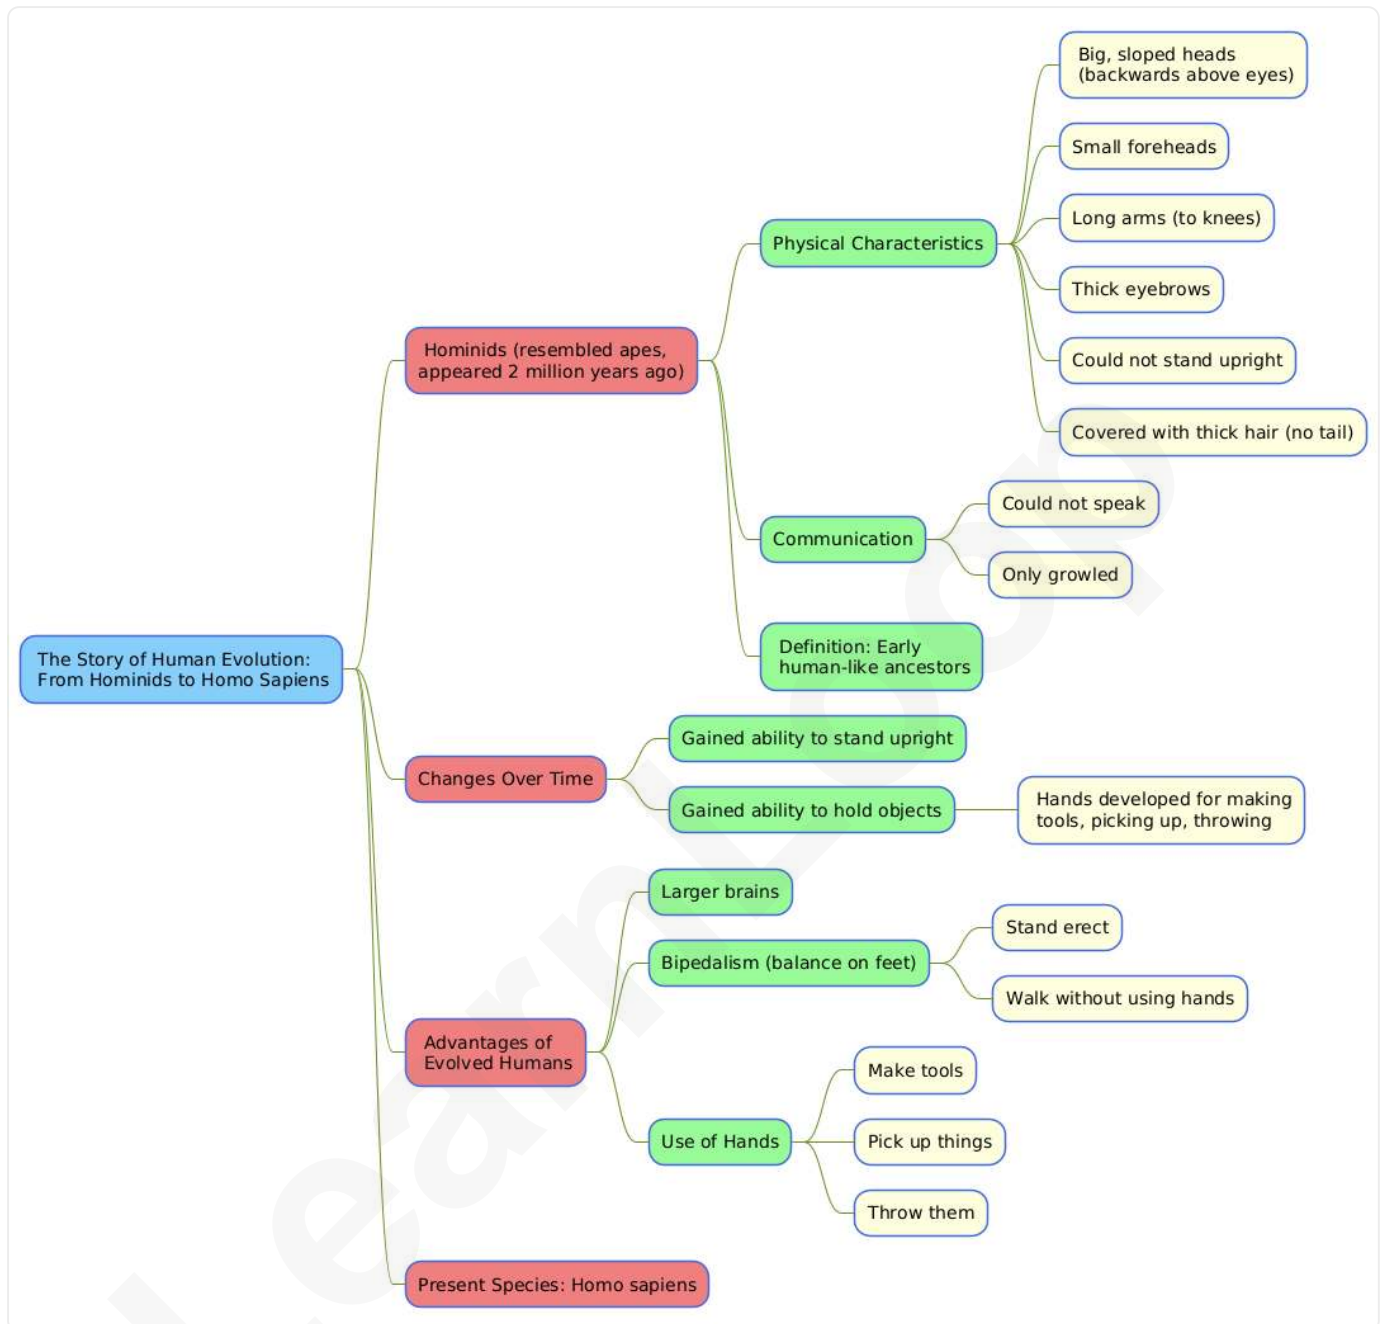 The Story of Human Evolution:
From Hominids to Homo Sapiens
Hominids (resembled apes,
appeared 2 million years ago)
Physical Characteristics
Big, sloped heads
(backwards above eyes)
Small foreheads
Long arms (to knees)
Thick eyebrows
Could not stand upright
Covered with thick hair (no tail)
Communication
Could not speak
Only growled
Definition: Early
human-like ancestors
Changes Over Time
Gained ability to stand upright
Gained ability to hold objects
Hands developed for making
tools, picking up, throwing
Advantages of
Evolved Humans
Larger brains
Bipedalism (balance on feet)
Stand erect
Walk without using hands
Use of Hands
Make tools
Pick up things
Throw them
Present Species: Homo sapiens
LearnLoop